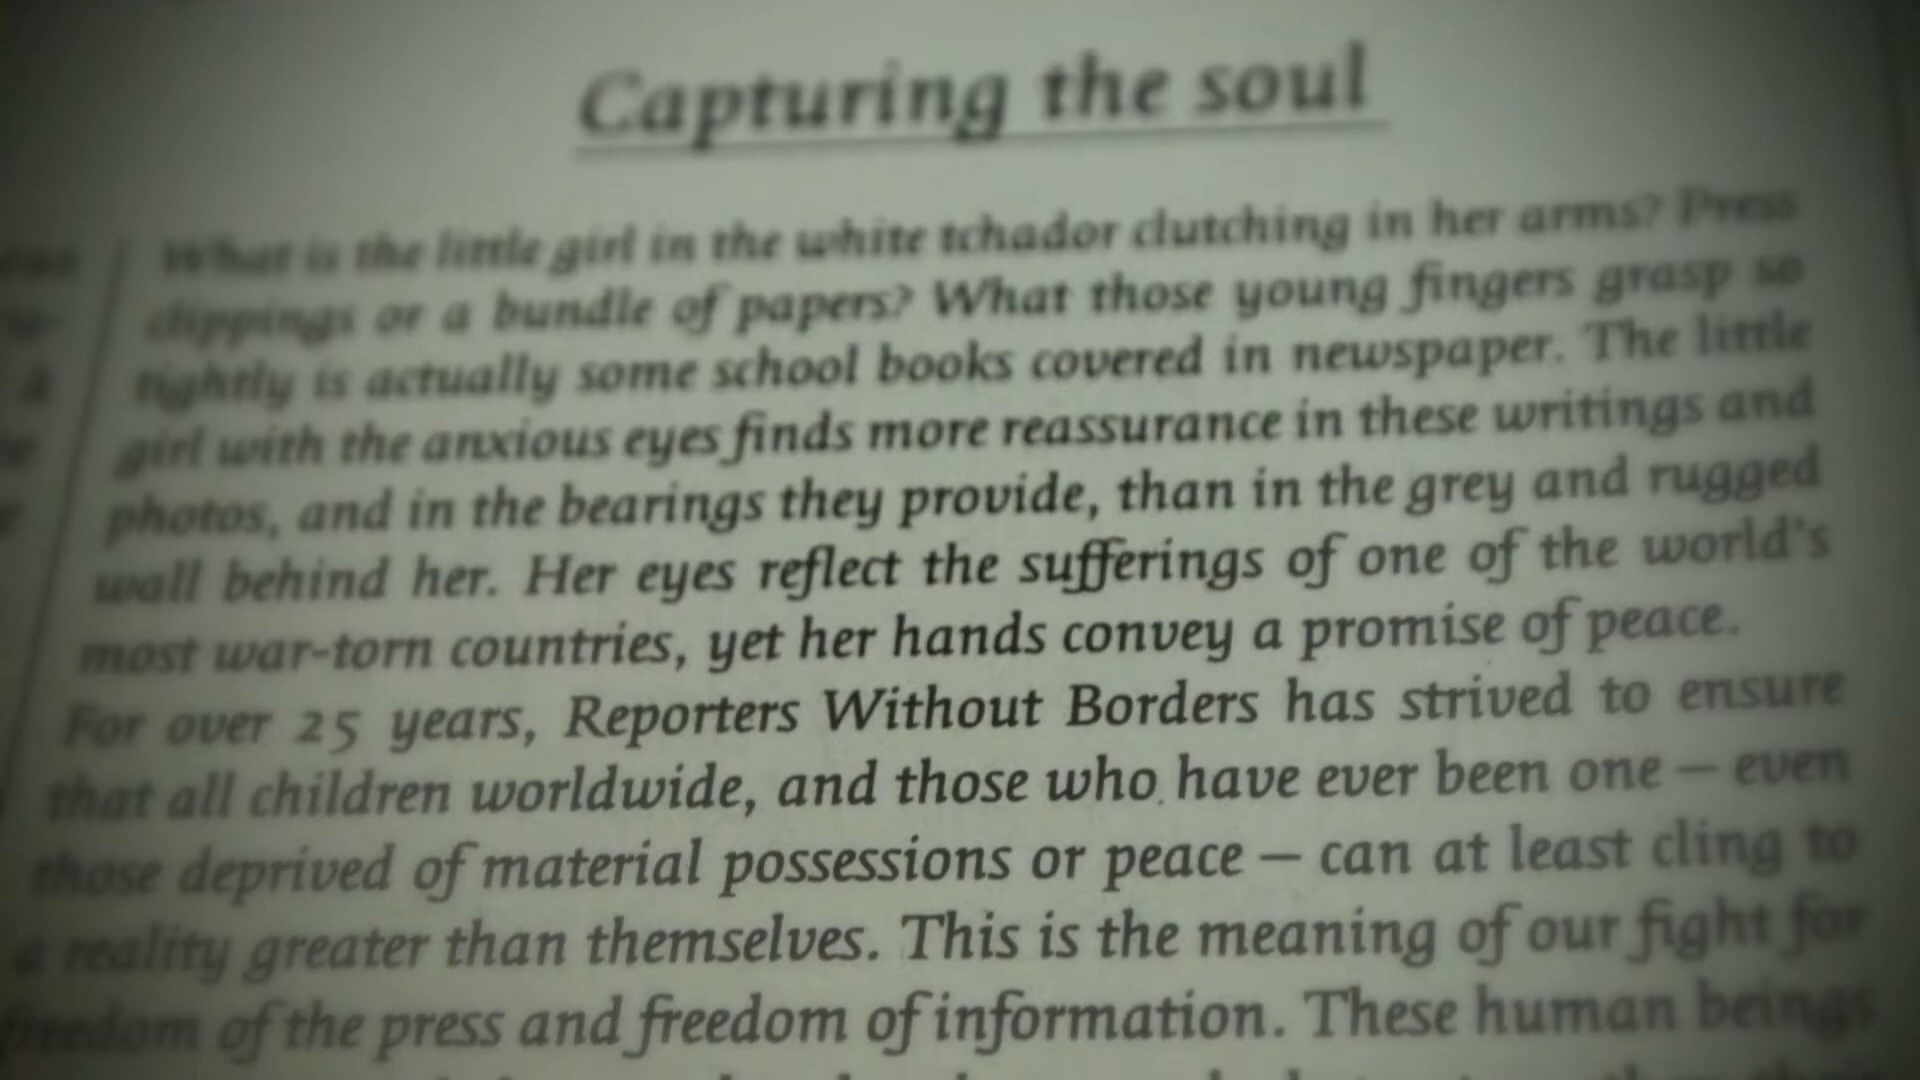 Capturing the soul
What is the little girl in the white tchador clutching in her arms? Press
clippings or a bundle of papers? What those young fingers grasp so
tightly is actually some school books covered in newspaper. The little
girl with the anxious eyes finds more reassurance in these writings and
photos, and in the bearings they provide, than in the grey and rugged
wall behind her. Her eyes reflect the sufferings of one of the world's
most war-torn countries, yet her hands convey a promise of peace.
For over 25 years, Reporters Without Borders has strived to ensure
that all children worldwide, and those who have ever been one — even
those deprived of material possessions or peace — can at least cling to
a reality greater than themselves. This is the meaning of our fight for
freedom of the press and freedom of information. These human beings